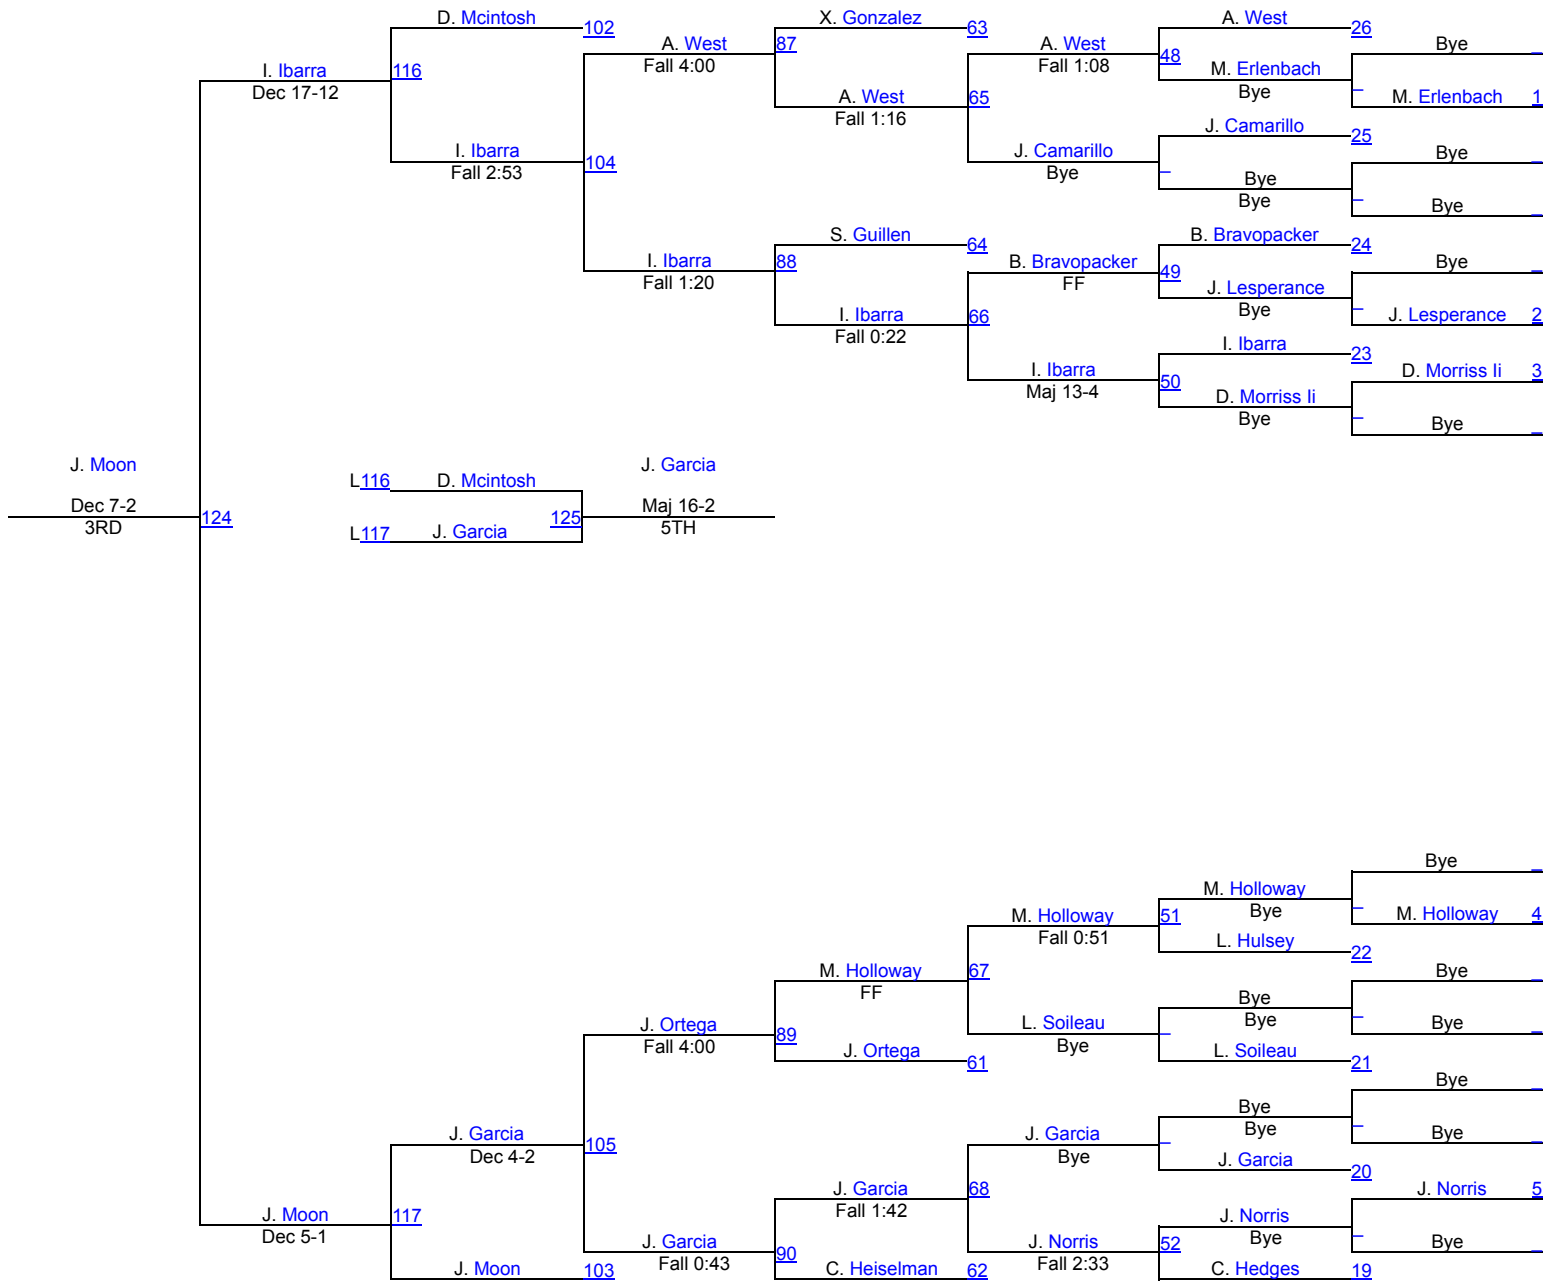 D. Mcintosh 102 X. Gonzalez 63 A. West 26
A. West 87 A. West Bye
Fall 4:00 Fall 1:08 48
I. Ibarra 116 M. Erlenbach
Dec 17-12 A. West 65 Bye M. Erlenbach 1
Fall 1:16
J. Camarillo 25
I. Ibarra 104 J. Camarillo Bye
Fall 2:53 Bye Bye
Bye Bye
S. Guillen 64 B. Bravopacker 24
I. Ibarra 88 B. Bravopacker 49 Bye
Fall 1:20 FF J. Lesperance
I. Ibarra 66 Bye J. Lesperance 2
Fall 0:22
I. Ibarra 23
I. Ibarra 50 D. Morriss Ii 3
Maj 13-4 D. Morriss Ii
Bye Bye
J. Moon J. Garcia
L116 D. Mcintosh
Dec 7-2 124 125 Maj 16-2
3RD L117 J. Garcia 5TH
Bye
M. Holloway
M. Holloway 51 Bye M. Holloway 4
Fall 0:51 L. Hulsey 22
M. Holloway 67 Bye
FF Bye
J. Ortega 89 L. Soileau Bye Bye
Fall 4:00 J. Ortega 61 Bye L. Soileau 21
Bye
Bye
J. Garcia 105 J. Garcia Bye Bye
Dec 4-2 Bye J. Garcia 20
J. Garcia 68 J. Norris 5
Fall 1:42
J. Moon 117 J. Norris
Dec 5-1 Bye
J. Garcia 90 J. Norris 52 Bye
Fall 0:43 Fall 2:33
J. Moon 103 C. Heiselman 62 C. Hedges 19